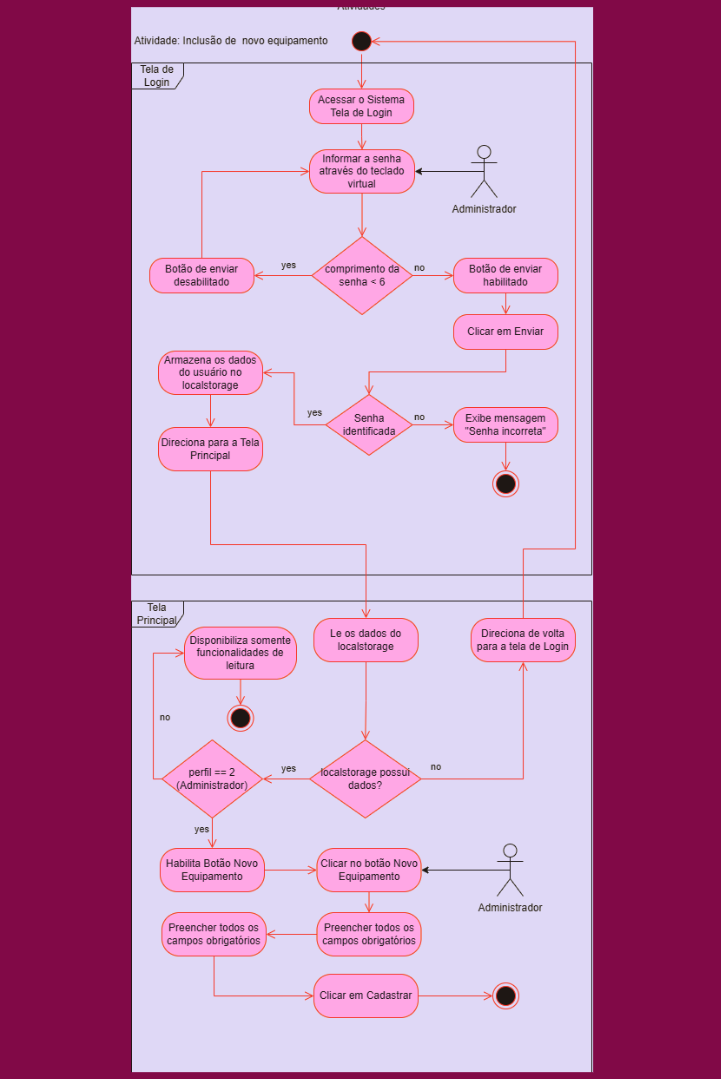 Atividades
Atividade: Inclusão de novo equipamento
Tela de
Login
Acessar o Sistema
Tela de Login
Informar a senha
através do teclado
virtual
Administrador
Botão de enviar
desabilitado
yes
comprimento da
senha < 6
no
Botão de enviar
habilitado
Clicar em Enviar
Armazena os dados
do usuário no
localstorage
yes
Senha
identificada
no
Exibe mensagem
"Senha incorreta"
Direciona para a Tela
Principal
Tela
Principal
Disponibiliza somente
funcionalidades de
leitura
Le os dados do
localstorage
Direciona de volta
para a tela de Login
no
perfil == 2
(Administrador)
yes
localstorage possui
dados?
no
yes
Habilita Botão Novo
Equipamento
Clicar no botão Novo
Equipamento
Administrador
Preencher todos os
campos obrigatórios
Preencher todos os
campos obrigatórios
Clicar em Cadastrar